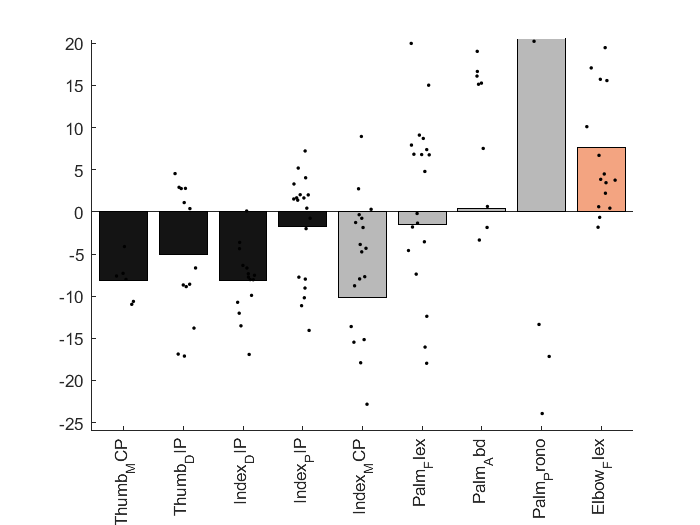 20
15
10
5
0
-5
-10
-15
-20
-25
Thumb_MCP
Thumb_DIP
Index_DIP
Index_PIP
Index_MCP
Palm_Flex
Palm_Abd
Palm_Prono
Elbow_Flex